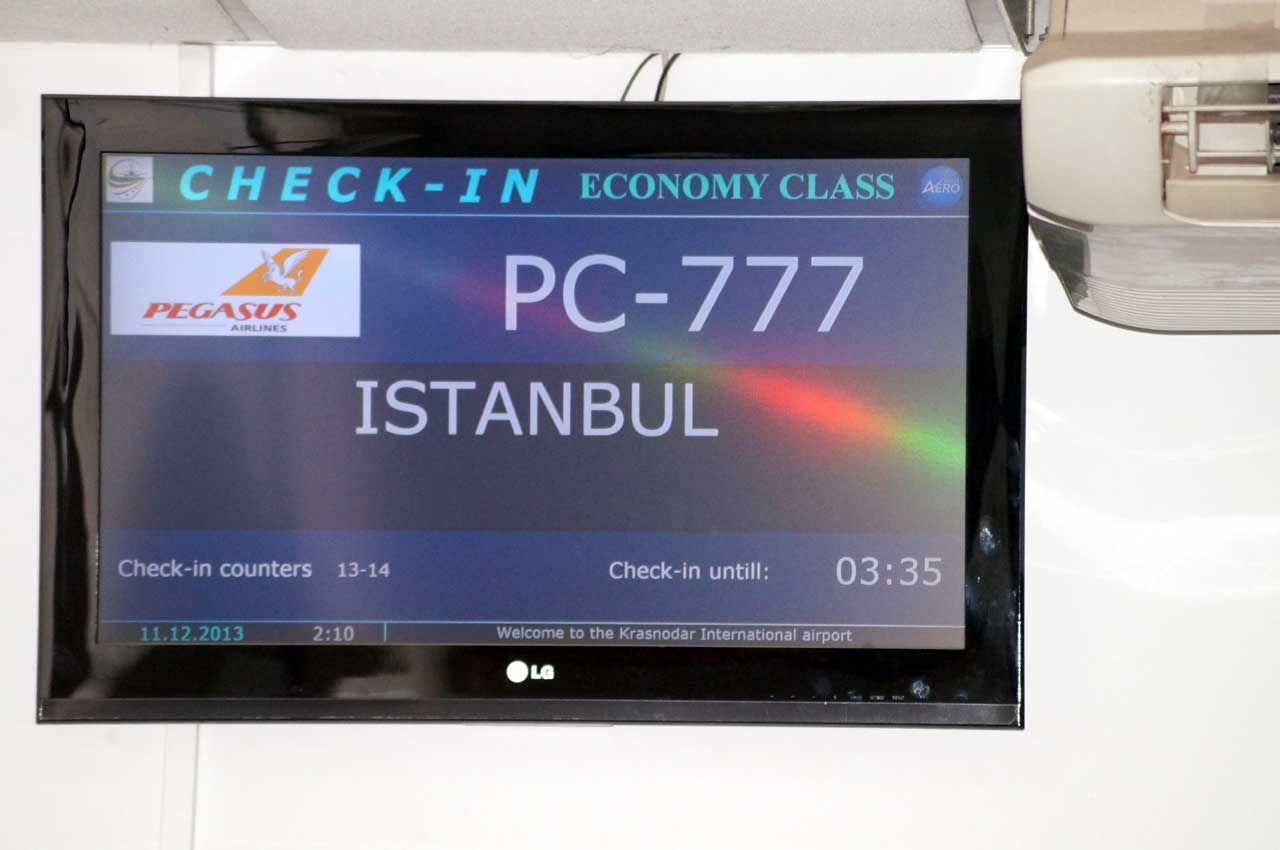 CHECK-IN ECONOMY CLASS AERO
PEGASUS
AIRLINES
PC-777
ISTANBUL
Check-in counters 13-14 Check-in untill: 03:35
11.12.2013 2:10 Welcome to the Krasnodar International airport
LG